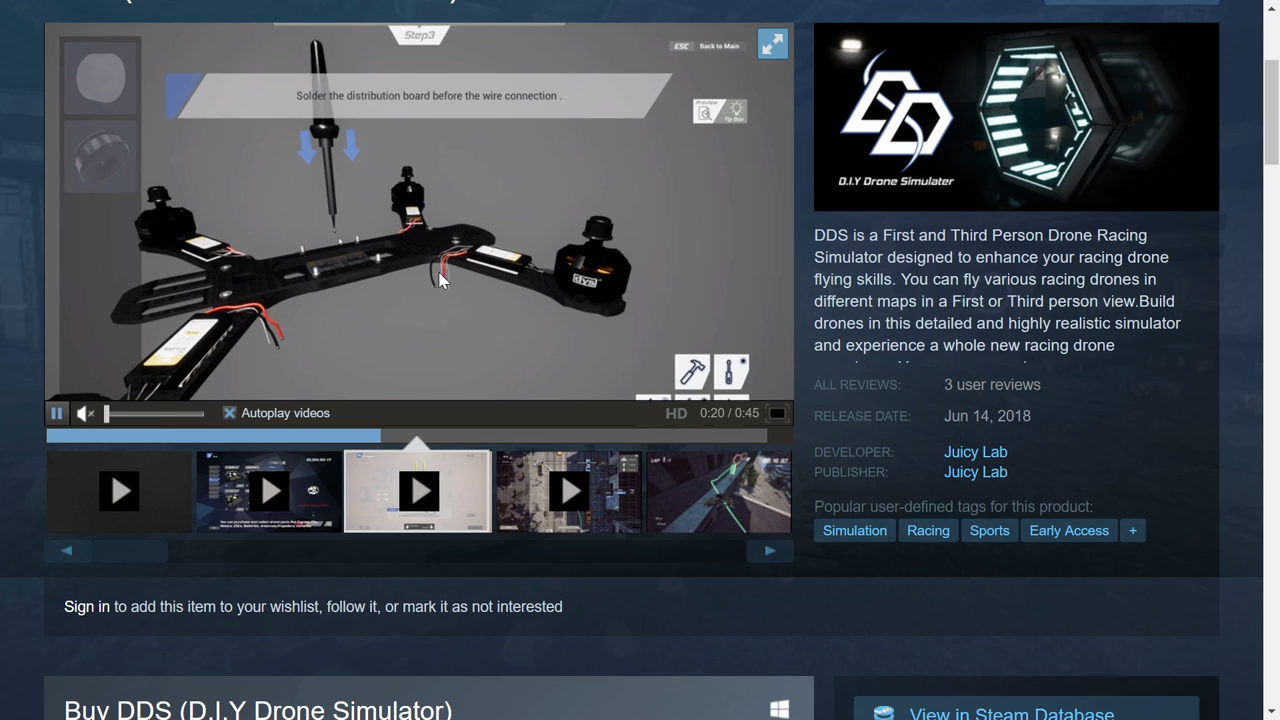 Step3
ESC Back to Main
Solder the distribution board before the wire connection .
Preview
Tip Box
dys
Autoplay videos
HD 0:20 / 0:45
D.I.Y Drone Simulater
DDS is a First and Third Person Drone Racing
Simulator designed to enhance your racing drone
flying skills. You can fly various racing drones in
different maps in a First or Third person view.Build
drones in this detailed and highly realistic simulator
and experience a whole new racing drone
ALL REVIEWS: 3 user reviews
RELEASE DATE: Jun 14, 2018
DEVELOPER: Juicy Lab
PUBLISHER: Juicy Lab
Popular user-defined tags for this product:
Simulation Racing Sports Early Access +
Sign in to add this item to your wishlist, follow it, or mark it as not interested
Buy DDS (D.I.Y Drone Simulator)
View in Steam Database